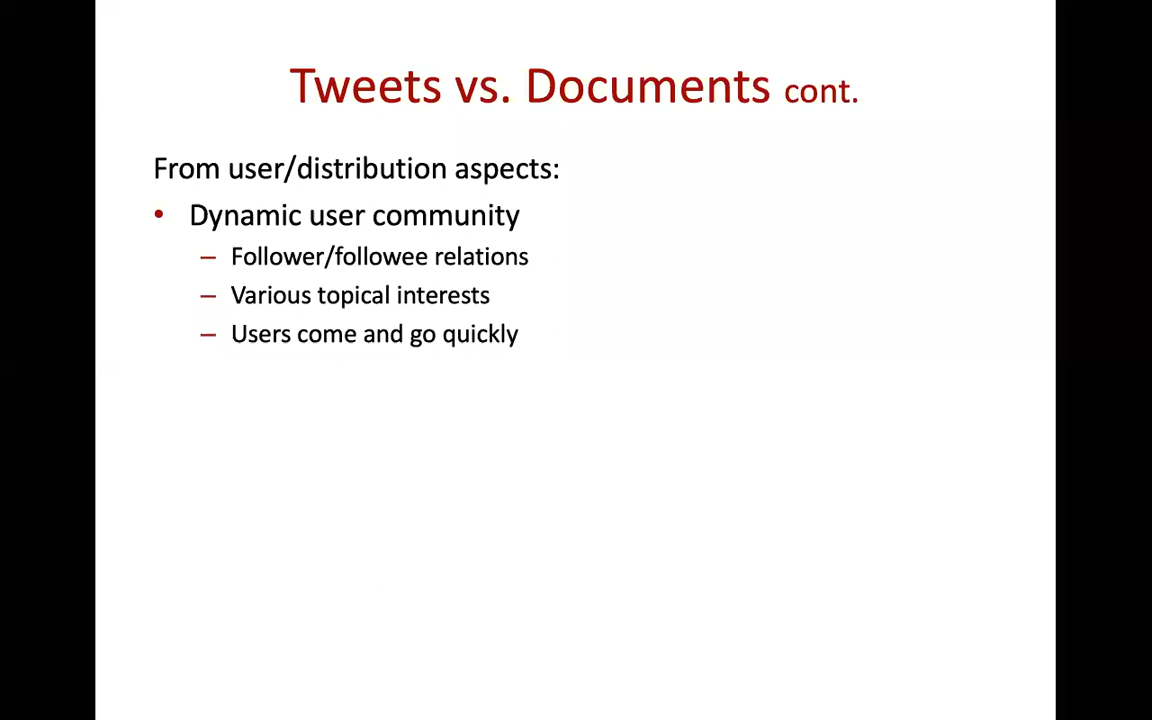 Tweets vs. Documents cont.
From user/distribution aspects:
• Dynamic user community
– Follower/followee relations
– Various topical interests
– Users come and go quickly